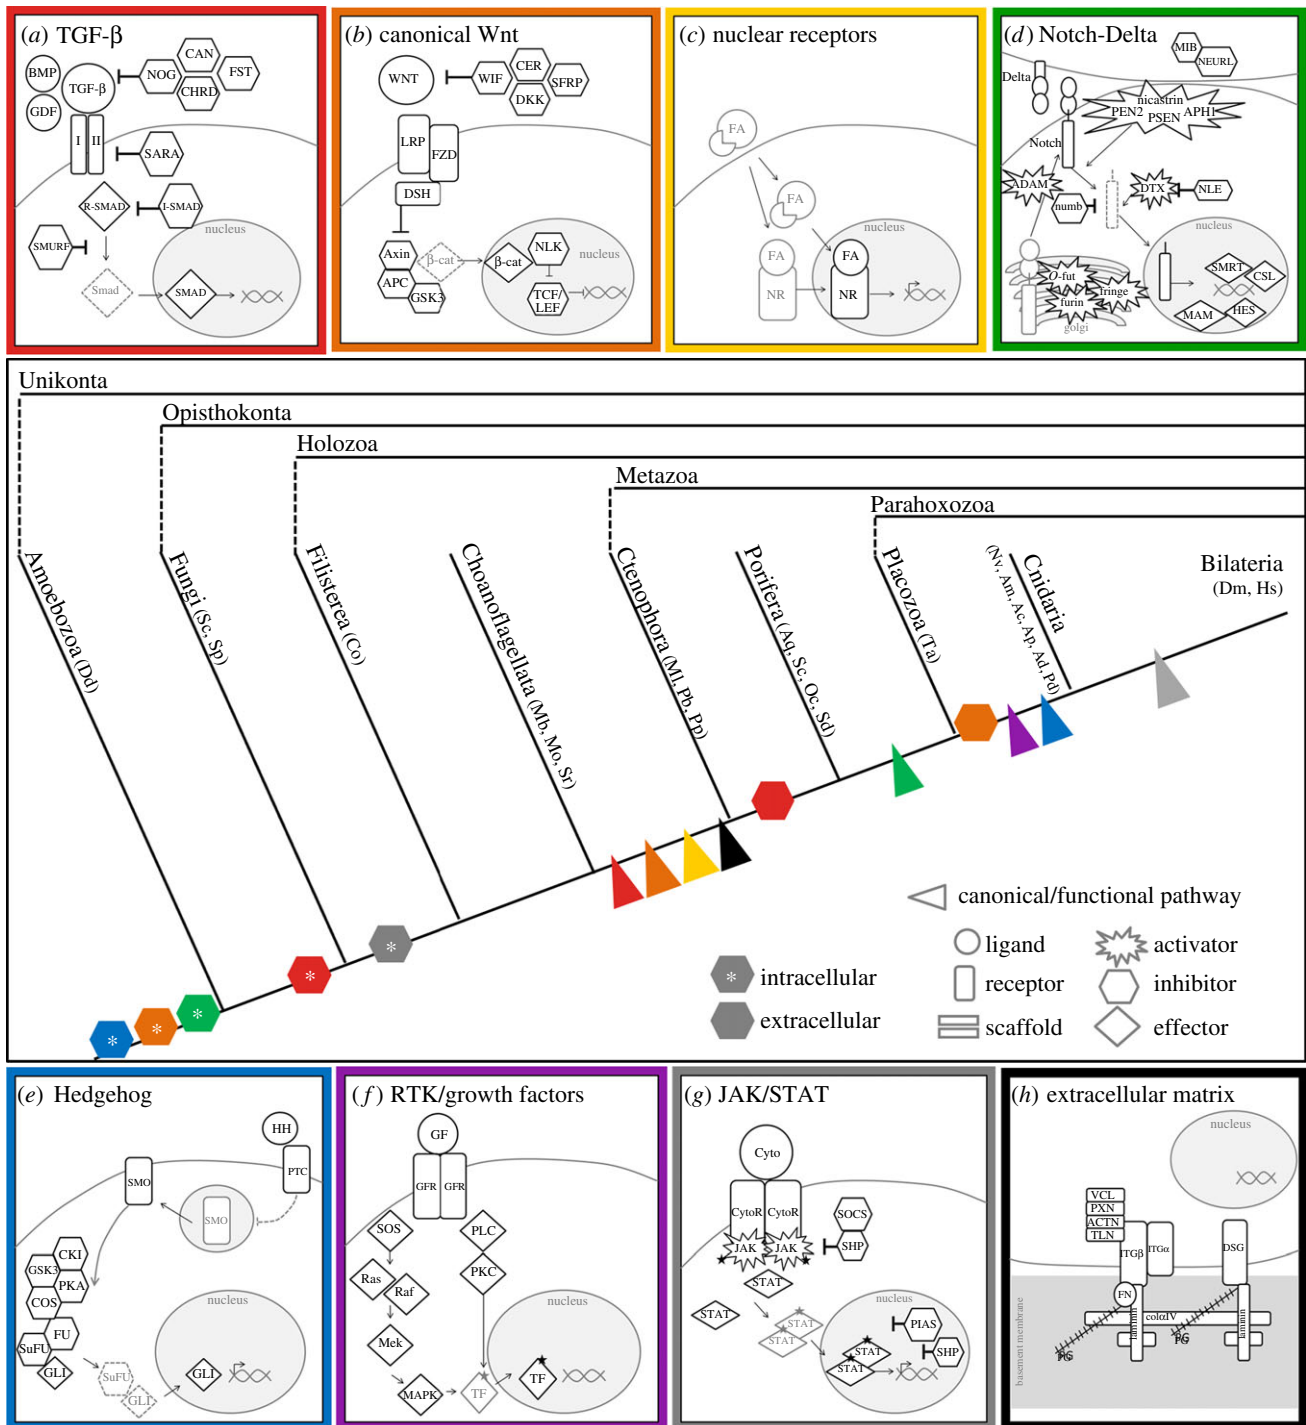 (a) TGF-β
BMP
GDF
TGF-β
NOG
CAN
CHRD
FST
I
II
SARA
R-SMAD
I-SMAD
SMURF
Smad
SMAD
nucleus
(b) canonical Wnt
WNT
WIF
CER
DKK
SFRP
LRP
FZD
DSH
Axin
APC
GSK3
β-cat
β-cat
NLK
TCF/
LEF
nucleus
(c) nuclear receptors
FA
FA
FA
NR
FA
NR
nucleus
(d) Notch-Delta
MIB
NEURL
Delta
nicastrin
PEN2
PSEN
APH1
Notch
ADAM
numb
DTX
NLE
nucleus
O-fut
furin
fringe
golgi
SMRT
CSL
MAM
HES
Unikonta
Opisthokonta
Holozoa
Metazoa
Parahoxozoa
Amoebozoa (Dd)
Fungi (Sc, Sp)
Filisterea (Co)
Choanoflagellata (Mb, Mo, Sr)
Ctenophora (Ml, Pb, Pp)
Porifera (Aq, Sc, Oc, Sd)
Placozoa (Ta)
Cnidaria
(Nv, Am, Ac, Ap, Ad, Pd)
Bilateria
(Dm, Hs)
canonical/functional pathway
ligand
activator
* intracellular
receptor
inhibitor
extracellular
scaffold
effector
*
*
*
*
*
(e) Hedgehog
HH
PTC
SMO
SMO
CKI
GSK3
PKA
COS
FU
SuFU
GLI
SuFU
GLI
GLI
nucleus
(f) RTK/growth factors
GF
GFR
GFR
SOS
PLC
Ras
Raf
PKC
Mek
MAPK
TF
TF
nucleus
(g) JAK/STAT
Cyto
CytoR
CytoR
JAK
JAK
SOCS
SHP
STAT
STAT
STAT
STAT
nucleus
PIAS
SHP
STAT
STAT
(h) extracellular matrix
nucleus
VCL
PXN
ACTN
TLN
ITGβ
ITGα
DSG
FN
colαIV
laminin
laminin
PG
PG
basement membrane